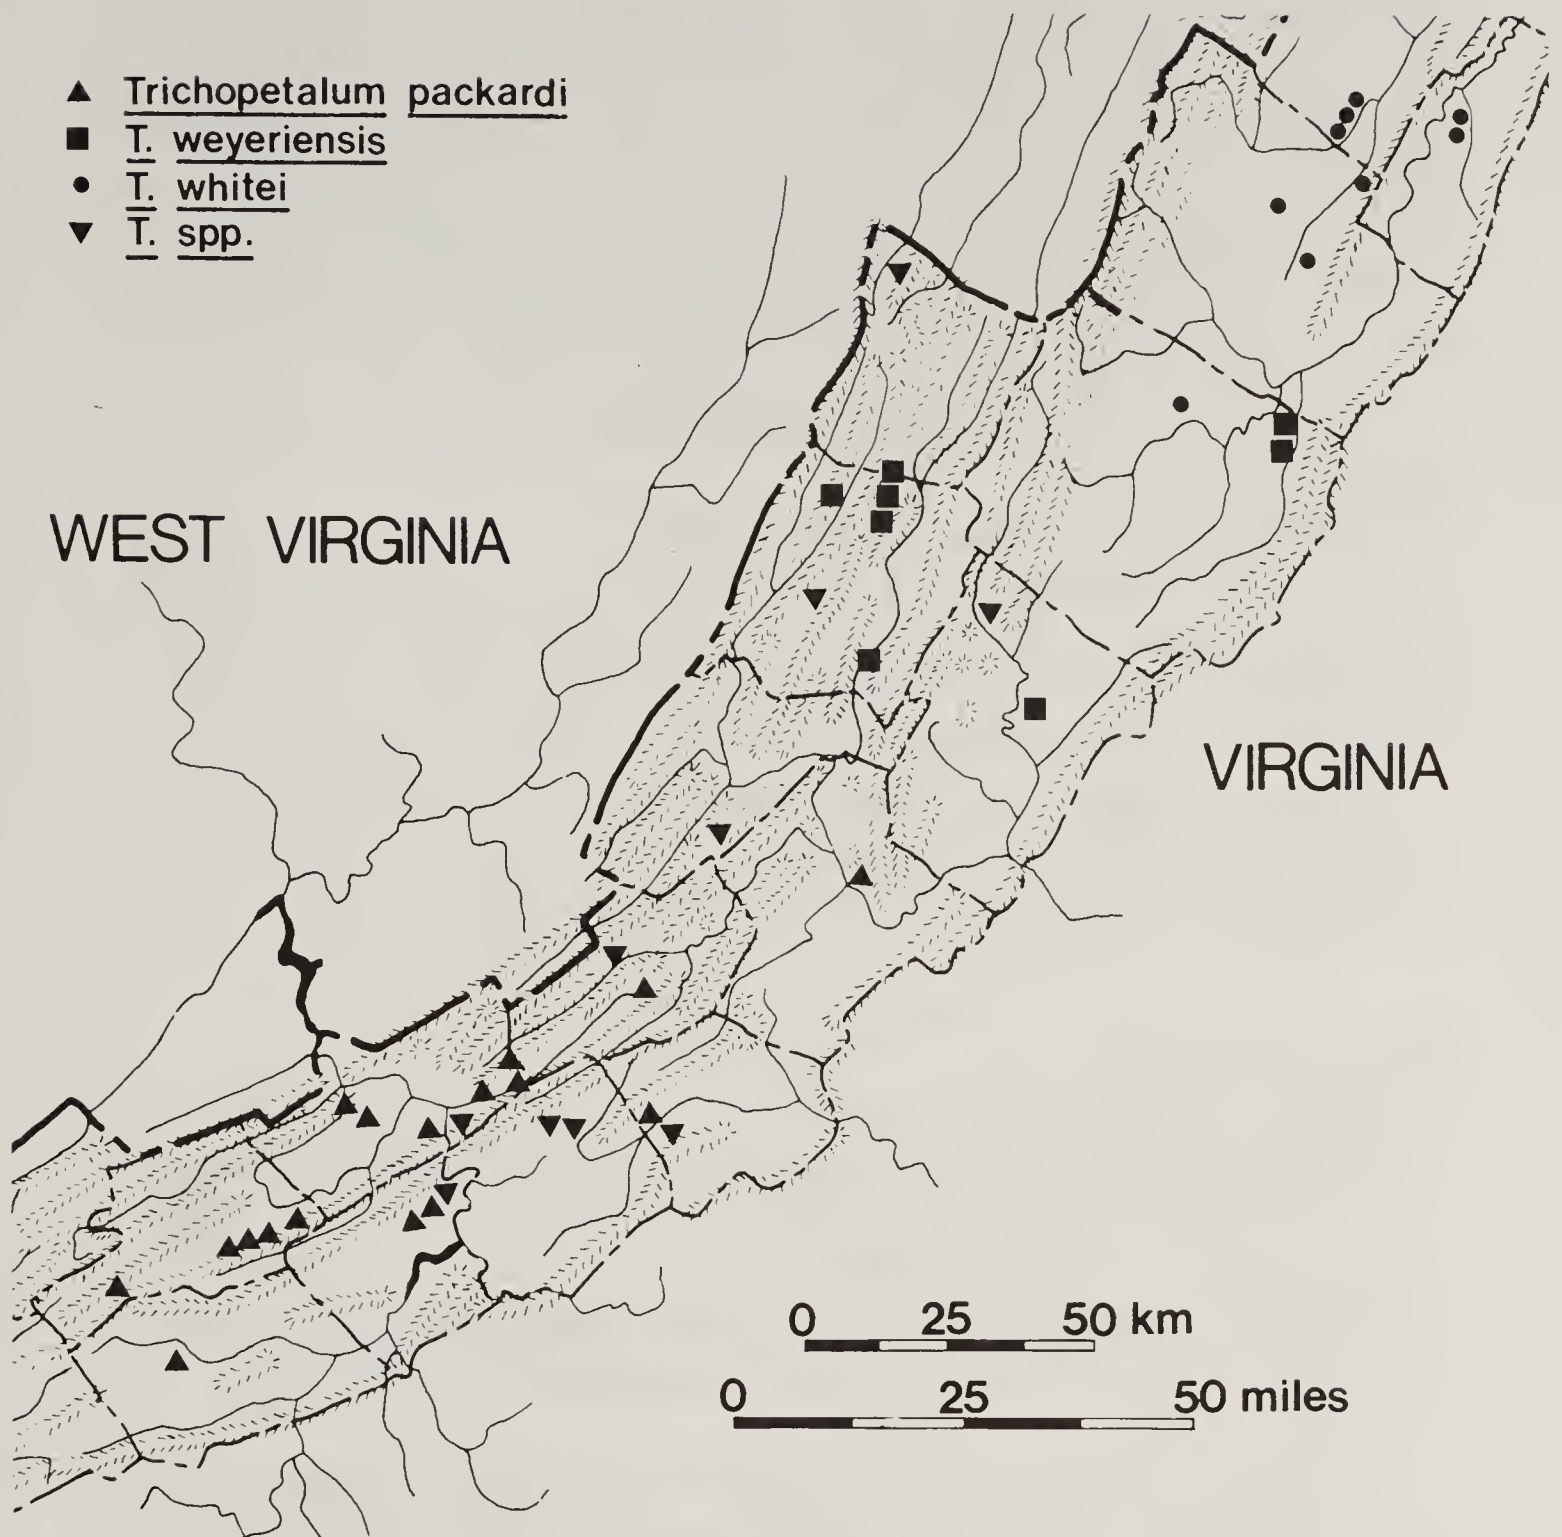 ▲ Trichopetalum packardi
■ T. weyeriensis
● T. whitei
▼ T. spp.
WEST VIRGINIA
VIRGINIA
0 25 50 km
0 25 50 miles